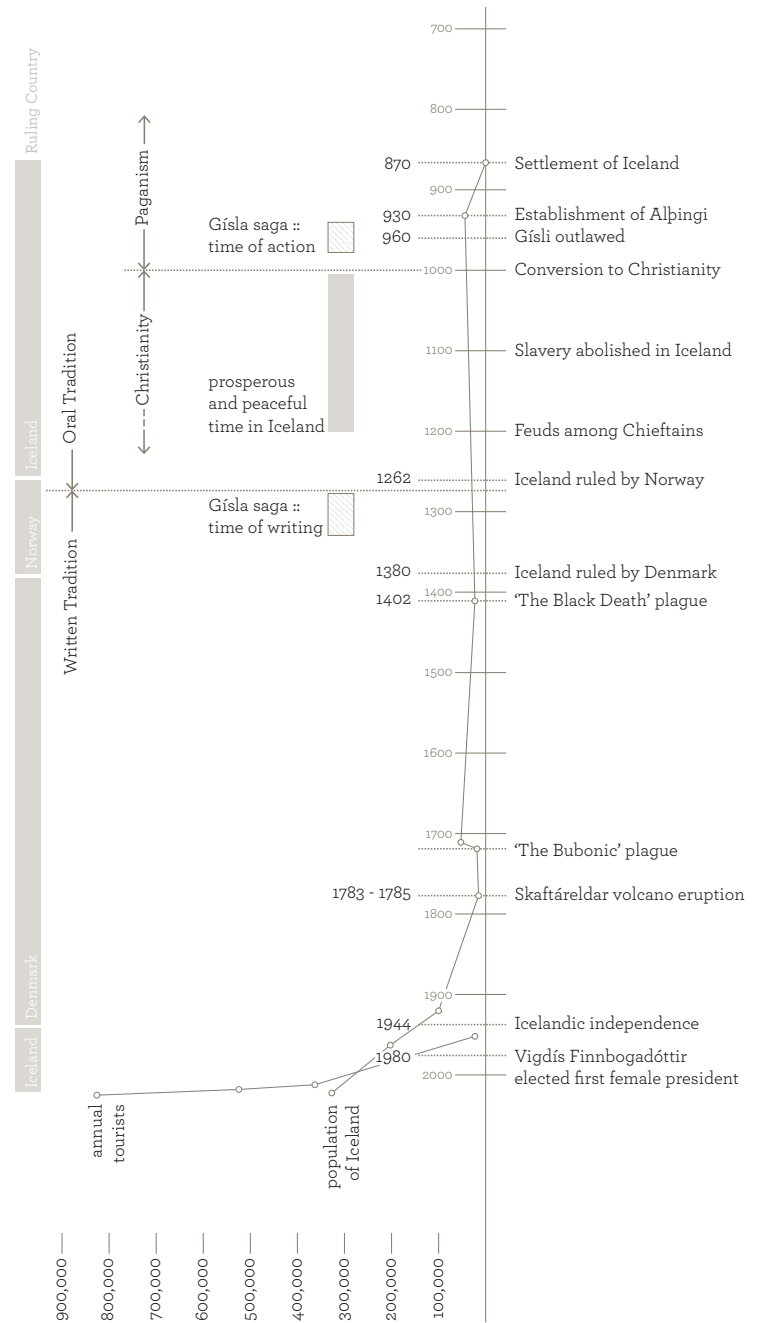 700
Ruling Country
800
Paganism
870
Settlement of Iceland
900
Gísla saga ::
time of action
930
Establishment of Alþingi
960
Gísli outlawed
1000
Conversion to Christianity
Christianity
Oral Tradition
1100
Slavery abolished in Iceland
prosperous
and peaceful
time in Iceland
1200
Feuds among Chieftains
Iceland
1262
Iceland ruled by Norway
Gísla saga ::
time of writing
1300
Norway
Written Tradition
1380
Iceland ruled by Denmark
1400
1402
‘The Black Death’ plague
1500
1600
1700
‘The Bubonic’ plague
1783 - 1785
Skaftáreldar volcano eruption
1800
Denmark
1900
1944
Icelandic independence
Iceland
1980
Vigdís Finnbogadóttir
elected first female president
2000
annual
tourists
population
of Iceland
900,000
800,000
700,000
600,000
500,000
400,000
300,000
200,000
100,000